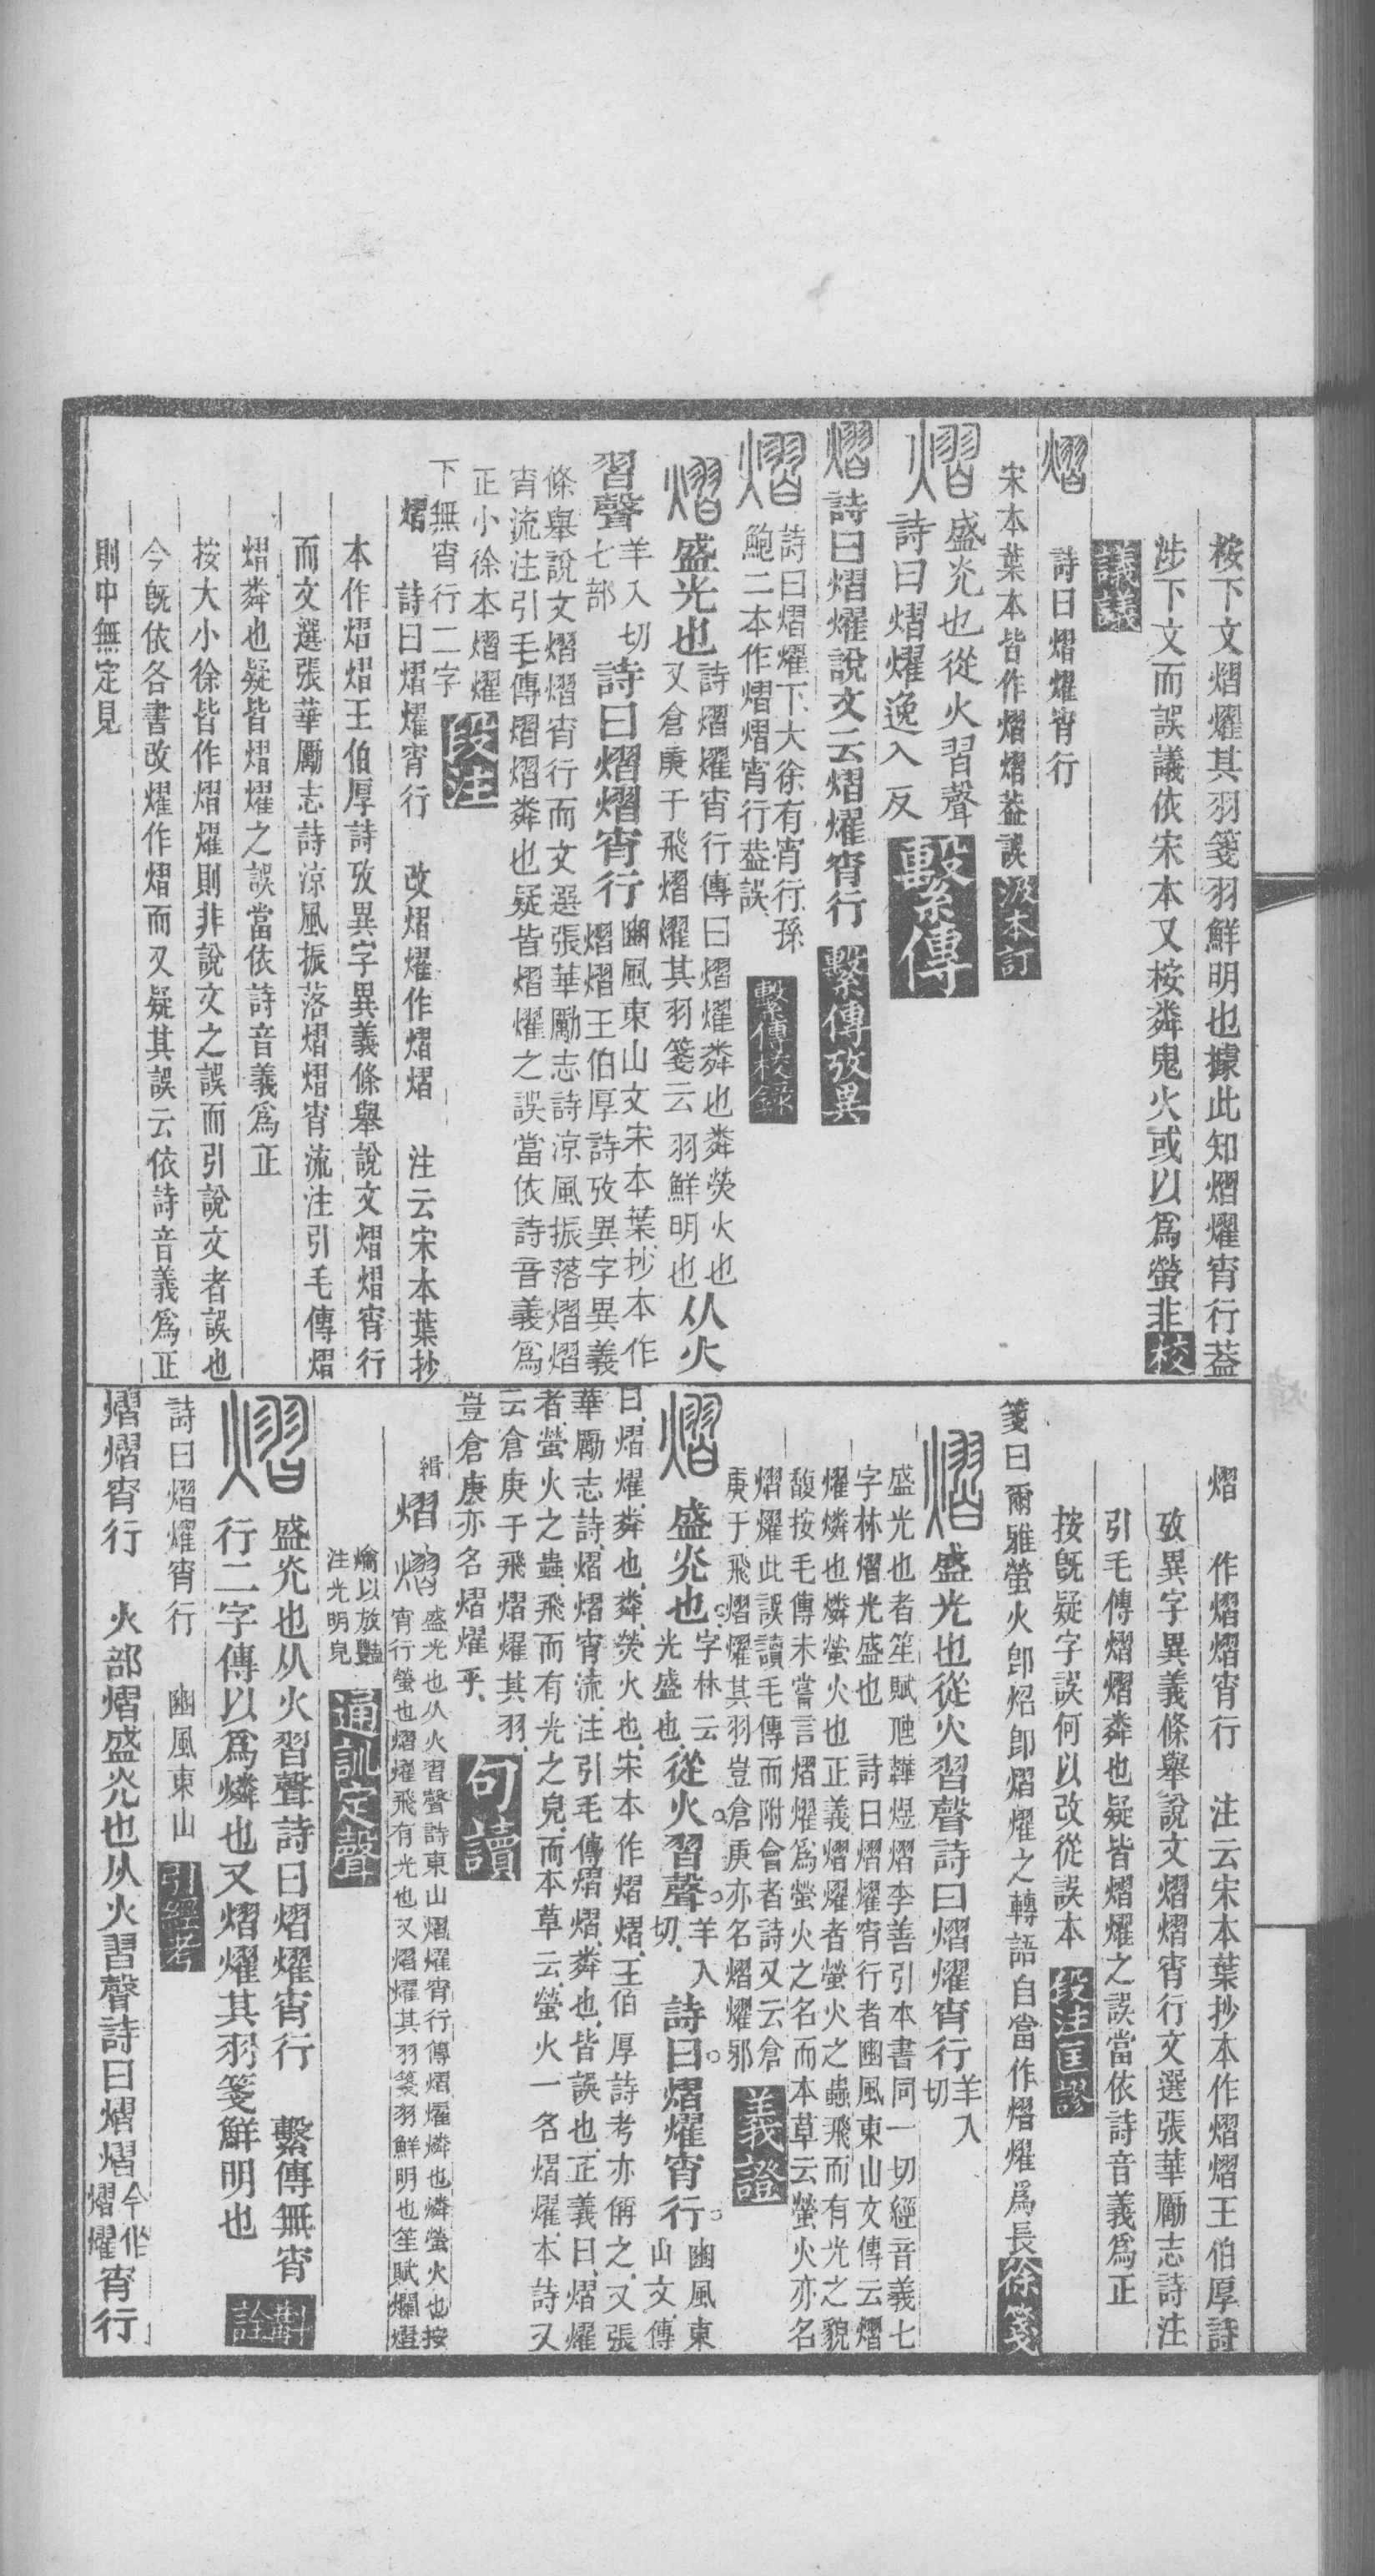 桉下文熠燿其羽箋羽鮮明也據此知熠燿宵行葢
涉下文而誤議依宋本又桉粦鬼火或以爲螢非校
議議
熠 詩曰熠燿宵行
宋本葉本皆作熠熠葢誤汲本訂
熠 盛炗也從火習聲
詩曰熠燿逸入反繫傳
熠詩曰熠燿說文云熠燿宵行繫傳攷異
熠 詩曰熠燿下大徐有宵行孫
鮑二本作熠熠宵行葢誤繫傳校錄
熠盛光也詩熠燿宵行傳曰熠燿粦也粦熒火也
又倉庚于飛熠燿其羽箋云羽鮮明也从火
習聲羊入切
七部詩曰熠熠宵行豳風東山文宋本葉抄本作
熠熠王伯厚詩攷異字異義
條舉說文熠熠宵行而文選張華勵志詩涼風振落熠熠
宵流注引毛傳熠熠粦也疑皆熠燿之誤當依詩音義爲
正小徐本熠燿
下無宵行二字段注
熠 詩曰熠燿宵行 改熠燿作熠熠 注云宋本葉抄
本作熠熠王伯厚詩攷異字異義條舉說文熠熠宵行
而文選張華勵志詩涼風振落熠熠宵流注引毛傳熠
熠粦也疑皆熠燿之誤當依詩音義爲正
按大小徐皆作熠燿則非說文之誤而引說文者誤也
今旣依各書改燿作熠而又疑其誤云依詩音義爲正
則中無定見
熠 作熠熠宵行 注云宋本葉抄本作熠熠王伯厚詩
攷異字異義條舉說文熠熠宵行文選張華勵志詩注
引毛傳熠熠粦也疑皆熠燿之誤當依詩音義爲正
按旣疑字誤何以改從誤本段注匡謬
箋曰爾雅螢火卽炤卽熠燿之轉語自當作熠燿爲長徐箋
熠 盛光也從火習聲詩曰熠燿宵行羊入
切
盛光也者笙賦虺韡煜熠李善引本書同一切經音義七
字林熠光盛也 詩曰熠燿宵行者豳風東山文傳云熠
燿燐也燐螢火也正義熠燿者螢火之蟲飛而有光之貌
馥按毛傳未嘗言熠燿爲螢火之名而本草云螢火亦名
熠燿此誤讀毛傳而附會者詩又云倉
庚于飛熠燿其羽豈倉庚亦名熠燿邪義證
熠 盛炗也字林云
光盛也從火習聲羊入
切詩曰熠燿宵行豳風東
山文傳
曰熠燿粦也粦熒火也宋本作熠熠王伯厚詩考亦偁之又張
華勵志詩熠熠宵流注引毛傳熠熠粦也皆誤也正義曰熠燿
者螢火之蟲飛而有光之皃而本草云螢火一名熠燿本詩又
云倉庚于飛熠燿其羽
豈倉庚亦名熠燿乎句讀
緝熠熠盛光也从火習聲詩東山熠燿宵行傳熠燿燐也燐螢火也按
宵行螢也熠燿飛有光也又熠燿其羽箋羽鮮明也笙賦爛熠
爚以放豔
注光明皃通訓定聲
熠 盛炗也从火習聲詩曰熠燿宵行 繫傳無宵
行二字傳以爲燐也又熠燿其羽箋鮮明也斠
詮
詩曰熠燿宵行 豳風東山引經考
熠熠宵行 火部熠盛炗也从火習聲詩曰熠熠今作
熠燿宵行